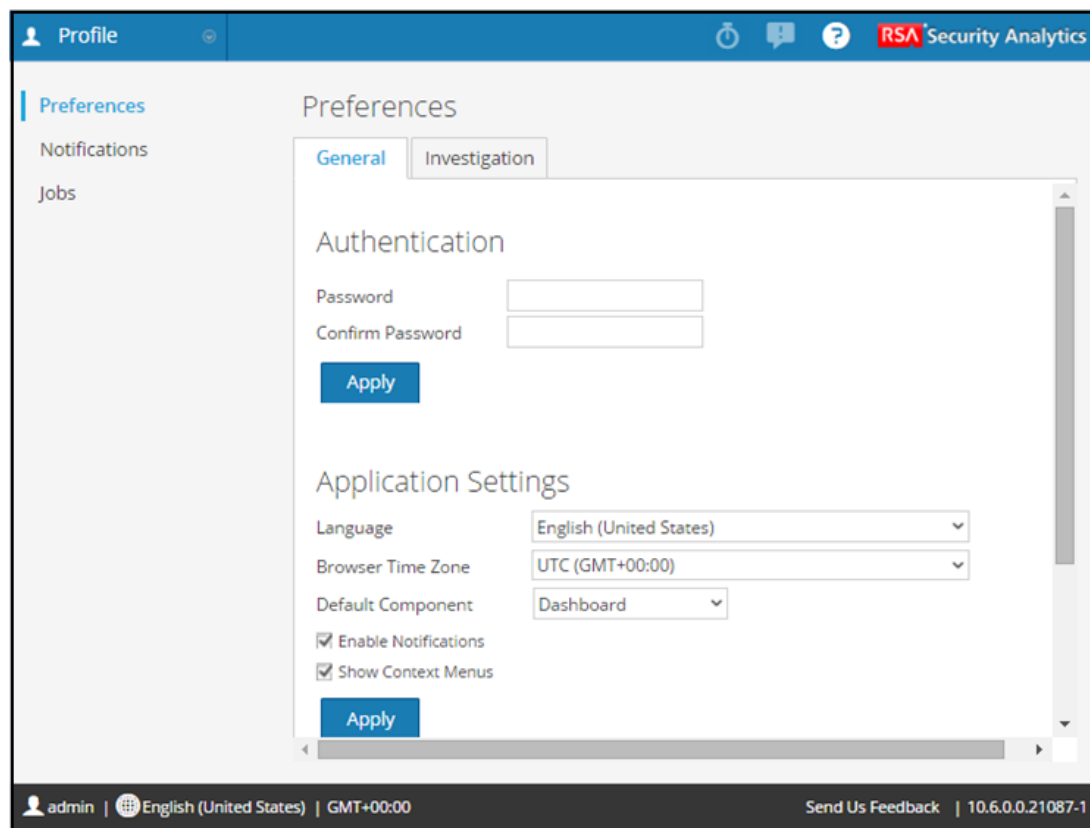 Profile
RSA Security Analytics
Preferences
Notifications
Jobs
Preferences
General Investigation
Authentication
Password
Confirm Password
Apply
Application Settings
Language English (United States)
Browser Time Zone UTC (GMT+00:00)
Default Component Dashboard
Enable Notifications
Show Context Menus
Apply
admin | English (United States) | GMT+00:00 Send Us Feedback | 10.6.0.0.21087-1